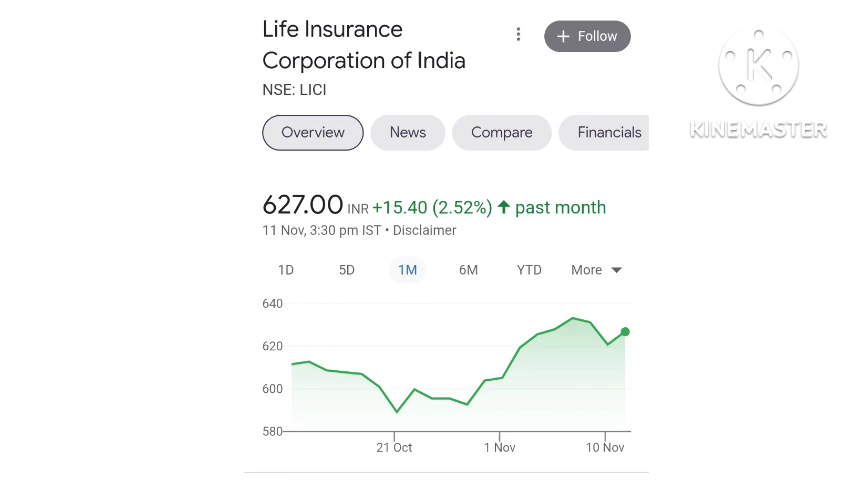 Life Insurance
Corporation of India
+ Follow
NSE: LICI
K
KINEMASTER
Overview News Compare Financials
627.00 INR +15.40 (2.52%) ↑ past month
11 Nov, 3:30 pm IST • Disclaimer
1D 5D 1M 6M YTD More
640
620
600
580
21 Oct 1 Nov 10 Nov